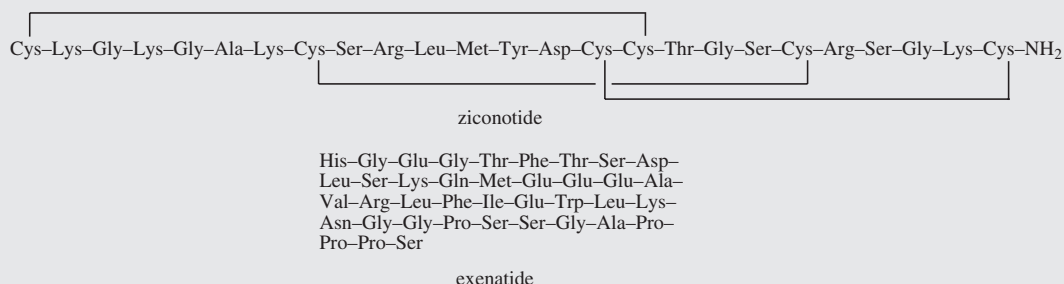 Cys–Lys–Gly–Lys–Gly–Ala–Lys–Cys–Ser–Arg–Leu–Met–Tyr–Asp–Cys–Cys–Thr–Gly–Ser–Cys–Arg–Ser–Gly–Lys–Cys–NH₂
ziconotide
His–Gly–Glu–Gly–Thr–Phe–Thr–Ser–Asp–
Leu–Ser–Lys–Gln–Met–Glu–Glu–Glu–Ala–
Val–Arg–Leu–Phe–Ile–Glu–Trp–Leu–Lys–
Asn–Gly–Gly–Pro–Ser–Ser–Gly–Ala–Pro–
Pro–Pro–Ser
exenatide